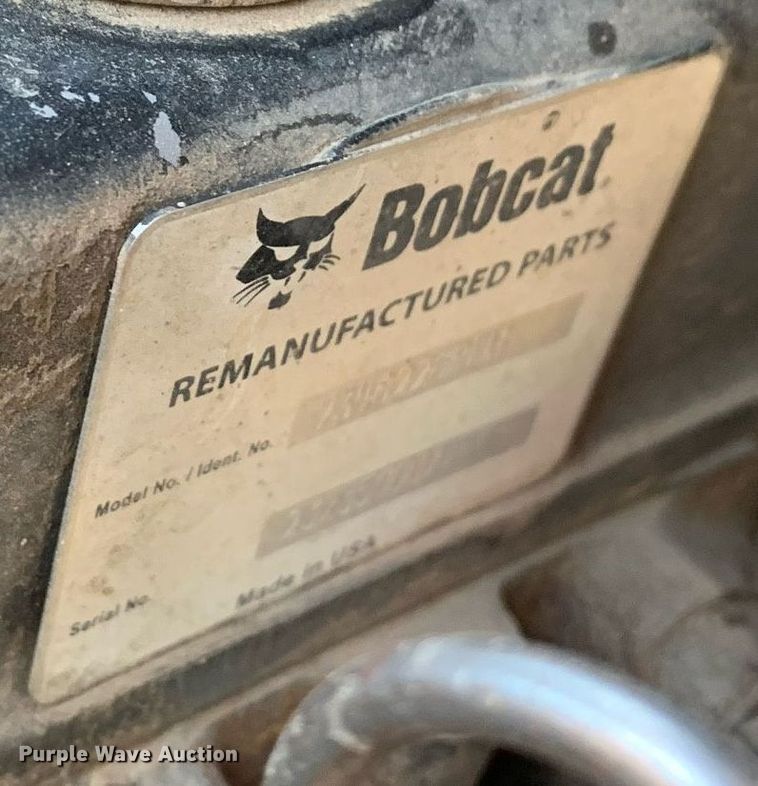 Bobcat
REMANUFACTURED PARTS
Model No. / Ident. No.
Serial No.
Made in USA
Purple Wave Auction